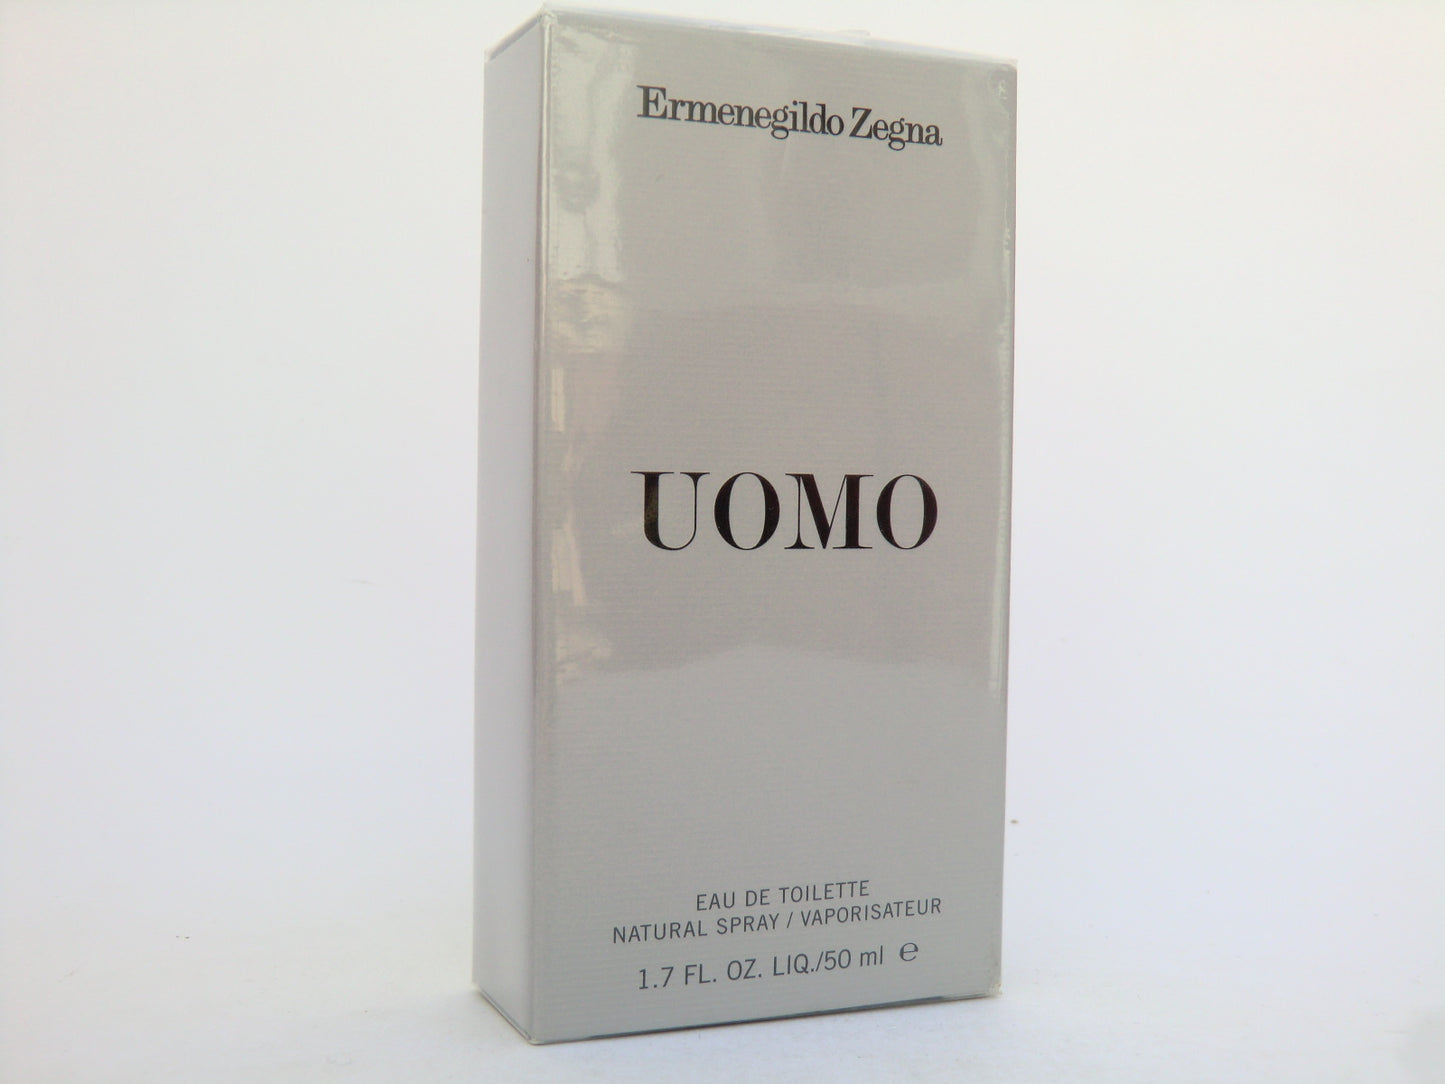 Ermenegildo Zegna
UOMO
EAU DE TOILETTE
NATURAL SPRAY / VAPORISATEUR
1.7 FL. OZ. LIQ./50 ml ℮